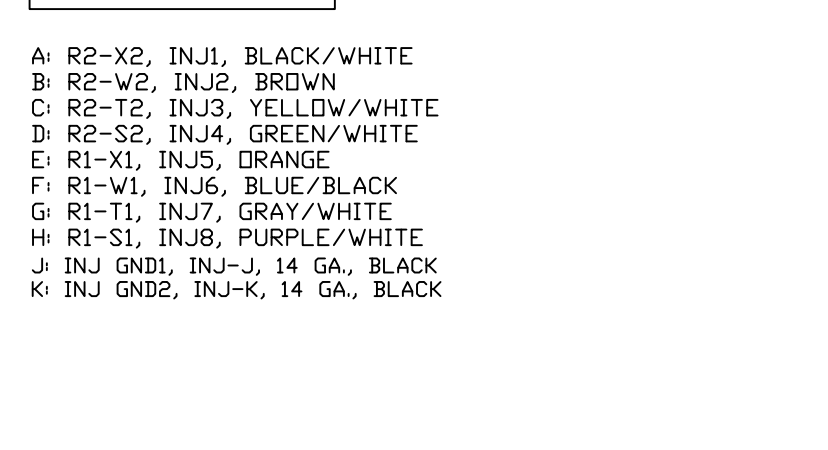 A: R2-X2, INJ1, BLACK/WHITE
B: R2-W2, INJ2, BROWN
C: R2-T2, INJ3, YELLOW/WHITE
D: R2-S2, INJ4, GREEN/WHITE
E: R1-X1, INJ5, ORANGE
F: R1-W1, INJ6, BLUE/BLACK
G: R1-T1, INJ7, GRAY/WHITE
H: R1-S1, INJ8, PURPLE/WHITE
J: INJ GND1, INJ-J, 14 GA., BLACK
K: INJ GND2, INJ-K, 14 GA., BLACK